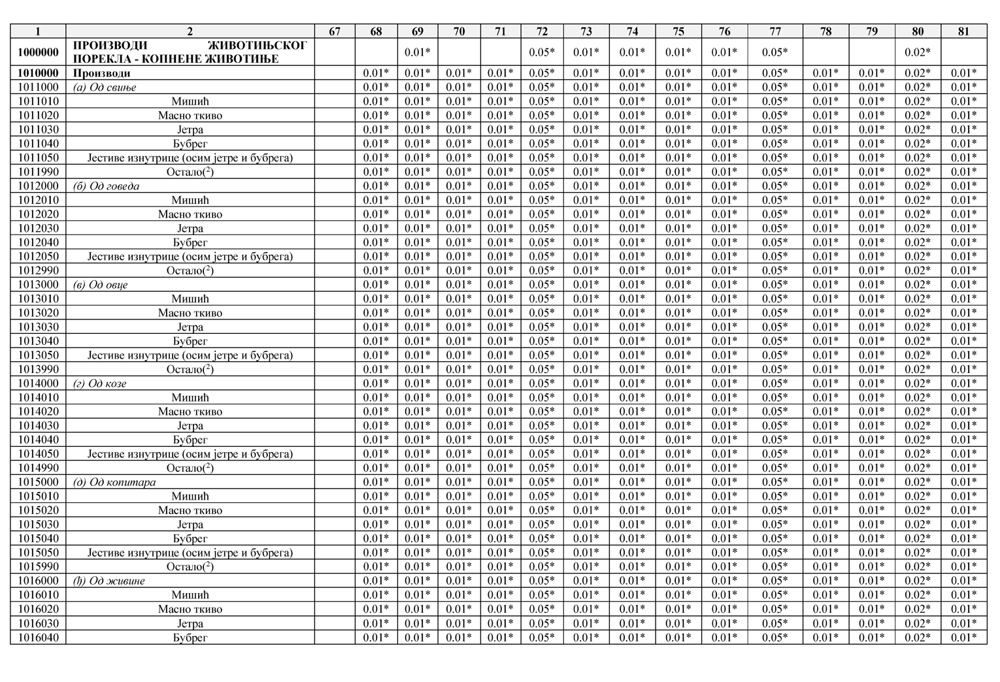 1 2 67 68 69 70 71 72 73 74 75 76 77 78 79 80 81
1000000 ПРОИЗВОДИ ЖИВОТИЊСКОГ
ПОРЕКЛА - КОПНЕНЕ ЖИВОТИЊЕ 0.01* 0.05* 0.01* 0.01* 0.01* 0.01* 0.05* 0.02*
1010000 Производи 0.01* 0.01* 0.01* 0.01* 0.05* 0.01* 0.01* 0.01* 0.01* 0.05* 0.01* 0.01* 0.02* 0.01*
1011000 (а) Од свиње 0.01* 0.01* 0.01* 0.01* 0.05* 0.01* 0.01* 0.01* 0.01* 0.05* 0.01* 0.01* 0.02* 0.01*
1011010 Мишић 0.01* 0.01* 0.01* 0.01* 0.05* 0.01* 0.01* 0.01* 0.01* 0.05* 0.01* 0.01* 0.02* 0.01*
1011020 Масно ткиво 0.01* 0.01* 0.01* 0.01* 0.05* 0.01* 0.01* 0.01* 0.01* 0.05* 0.01* 0.01* 0.02* 0.01*
1011030 Јетра 0.01* 0.01* 0.01* 0.01* 0.05* 0.01* 0.01* 0.01* 0.01* 0.05* 0.01* 0.01* 0.02* 0.01*
1011040 Бубрег 0.01* 0.01* 0.01* 0.01* 0.05* 0.01* 0.01* 0.01* 0.01* 0.05* 0.01* 0.01* 0.02* 0.01*
1011050 Јестиве изнутрице (осим јетре и бубрега) 0.01* 0.01* 0.01* 0.01* 0.05* 0.01* 0.01* 0.01* 0.01* 0.05* 0.01* 0.01* 0.02* 0.01*
1011990 Остало(²) 0.01* 0.01* 0.01* 0.01* 0.05* 0.01* 0.01* 0.01* 0.01* 0.05* 0.01* 0.01* 0.02* 0.01*
1012000 (б) Од говеда 0.01* 0.01* 0.01* 0.01* 0.05* 0.01* 0.01* 0.01* 0.01* 0.05* 0.01* 0.01* 0.02* 0.01*
1012010 Мишић 0.01* 0.01* 0.01* 0.01* 0.05* 0.01* 0.01* 0.01* 0.01* 0.05* 0.01* 0.01* 0.02* 0.01*
1012020 Масно ткиво 0.01* 0.01* 0.01* 0.01* 0.05* 0.01* 0.01* 0.01* 0.01* 0.05* 0.01* 0.01* 0.02* 0.01*
1012030 Јетра 0.01* 0.01* 0.01* 0.01* 0.05* 0.01* 0.01* 0.01* 0.01* 0.05* 0.01* 0.01* 0.02* 0.01*
1012040 Бубрег 0.01* 0.01* 0.01* 0.01* 0.05* 0.01* 0.01* 0.01* 0.01* 0.05* 0.01* 0.01* 0.02* 0.01*
1012050 Јестиве изнутрице (осим јетре и бубрега) 0.01* 0.01* 0.01* 0.01* 0.05* 0.01* 0.01* 0.01* 0.01* 0.05* 0.01* 0.01* 0.02* 0.01*
1012990 Остало(²) 0.01* 0.01* 0.01* 0.01* 0.05* 0.01* 0.01* 0.01* 0.01* 0.05* 0.01* 0.01* 0.02* 0.01*
1013000 (в) Од овце 0.01* 0.01* 0.01* 0.01* 0.05* 0.01* 0.01* 0.01* 0.01* 0.05* 0.01* 0.01* 0.02* 0.01*
1013010 Мишић 0.01* 0.01* 0.01* 0.01* 0.05* 0.01* 0.01* 0.01* 0.01* 0.05* 0.01* 0.01* 0.02* 0.01*
1013020 Масно ткиво 0.01* 0.01* 0.01* 0.01* 0.05* 0.01* 0.01* 0.01* 0.01* 0.05* 0.01* 0.01* 0.02* 0.01*
1013030 Јетра 0.01* 0.01* 0.01* 0.01* 0.05* 0.01* 0.01* 0.01* 0.01* 0.05* 0.01* 0.01* 0.02* 0.01*
1013040 Бубрег 0.01* 0.01* 0.01* 0.01* 0.05* 0.01* 0.01* 0.01* 0.01* 0.05* 0.01* 0.01* 0.02* 0.01*
1013050 Јестиве изнутрице (осим јетре и бубрега) 0.01* 0.01* 0.01* 0.01* 0.05* 0.01* 0.01* 0.01* 0.01* 0.05* 0.01* 0.01* 0.02* 0.01*
1013990 Остало(²) 0.01* 0.01* 0.01* 0.01* 0.05* 0.01* 0.01* 0.01* 0.01* 0.05* 0.01* 0.01* 0.02* 0.01*
1014000 (г) Од козе 0.01* 0.01* 0.01* 0.01* 0.05* 0.01* 0.01* 0.01* 0.01* 0.05* 0.01* 0.01* 0.02* 0.01*
1014010 Мишић 0.01* 0.01* 0.01* 0.01* 0.05* 0.01* 0.01* 0.01* 0.01* 0.05* 0.01* 0.01* 0.02* 0.01*
1014020 Масно ткиво 0.01* 0.01* 0.01* 0.01* 0.05* 0.01* 0.01* 0.01* 0.01* 0.05* 0.01* 0.01* 0.02* 0.01*
1014030 Јетра 0.01* 0.01* 0.01* 0.01* 0.05* 0.01* 0.01* 0.01* 0.01* 0.05* 0.01* 0.01* 0.02* 0.01*
1014040 Бубрег 0.01* 0.01* 0.01* 0.01* 0.05* 0.01* 0.01* 0.01* 0.01* 0.05* 0.01* 0.01* 0.02* 0.01*
1014050 Јестиве изнутрице (осим јетре и бубрега) 0.01* 0.01* 0.01* 0.01* 0.05* 0.01* 0.01* 0.01* 0.01* 0.05* 0.01* 0.01* 0.02* 0.01*
1014990 Остало(²) 0.01* 0.01* 0.01* 0.01* 0.05* 0.01* 0.01* 0.01* 0.01* 0.05* 0.01* 0.01* 0.02* 0.01*
1015000 (д) Од копитара 0.01* 0.01* 0.01* 0.01* 0.05* 0.01* 0.01* 0.01* 0.01* 0.05* 0.01* 0.01* 0.02* 0.01*
1015010 Мишић 0.01* 0.01* 0.01* 0.01* 0.05* 0.01* 0.01* 0.01* 0.01* 0.05* 0.01* 0.01* 0.02* 0.01*
1015020 Масно ткиво 0.01* 0.01* 0.01* 0.01* 0.05* 0.01* 0.01* 0.01* 0.01* 0.05* 0.01* 0.01* 0.02* 0.01*
1015030 Јетра 0.01* 0.01* 0.01* 0.01* 0.05* 0.01* 0.01* 0.01* 0.01* 0.05* 0.01* 0.01* 0.02* 0.01*
1015040 Бубрег 0.01* 0.01* 0.01* 0.01* 0.05* 0.01* 0.01* 0.01* 0.01* 0.05* 0.01* 0.01* 0.02* 0.01*
1015050 Јестиве изнутрице (осим јетре и бубрега) 0.01* 0.01* 0.01* 0.01* 0.05* 0.01* 0.01* 0.01* 0.01* 0.05* 0.01* 0.01* 0.02* 0.01*
1015990 Остало(²) 0.01* 0.01* 0.01* 0.01* 0.05* 0.01* 0.01* 0.01* 0.01* 0.05* 0.01* 0.01* 0.02* 0.01*
1016000 (ђ) Од живине 0.01* 0.01* 0.01* 0.01* 0.05* 0.01* 0.01* 0.01* 0.01* 0.05* 0.01* 0.01* 0.02* 0.01*
1016010 Мишић 0.01* 0.01* 0.01* 0.01* 0.05* 0.01* 0.01* 0.01* 0.01* 0.05* 0.01* 0.01* 0.02* 0.01*
1016020 Масно ткиво 0.01* 0.01* 0.01* 0.01* 0.05* 0.01* 0.01* 0.01* 0.01* 0.05* 0.01* 0.01* 0.02* 0.01*
1016030 Јетра 0.01* 0.01* 0.01* 0.01* 0.05* 0.01* 0.01* 0.01* 0.01* 0.05* 0.01* 0.01* 0.02* 0.01*
1016040 Бубрег 0.01* 0.01* 0.01* 0.01* 0.05* 0.01* 0.01* 0.01* 0.01* 0.05* 0.01* 0.01* 0.02* 0.01*